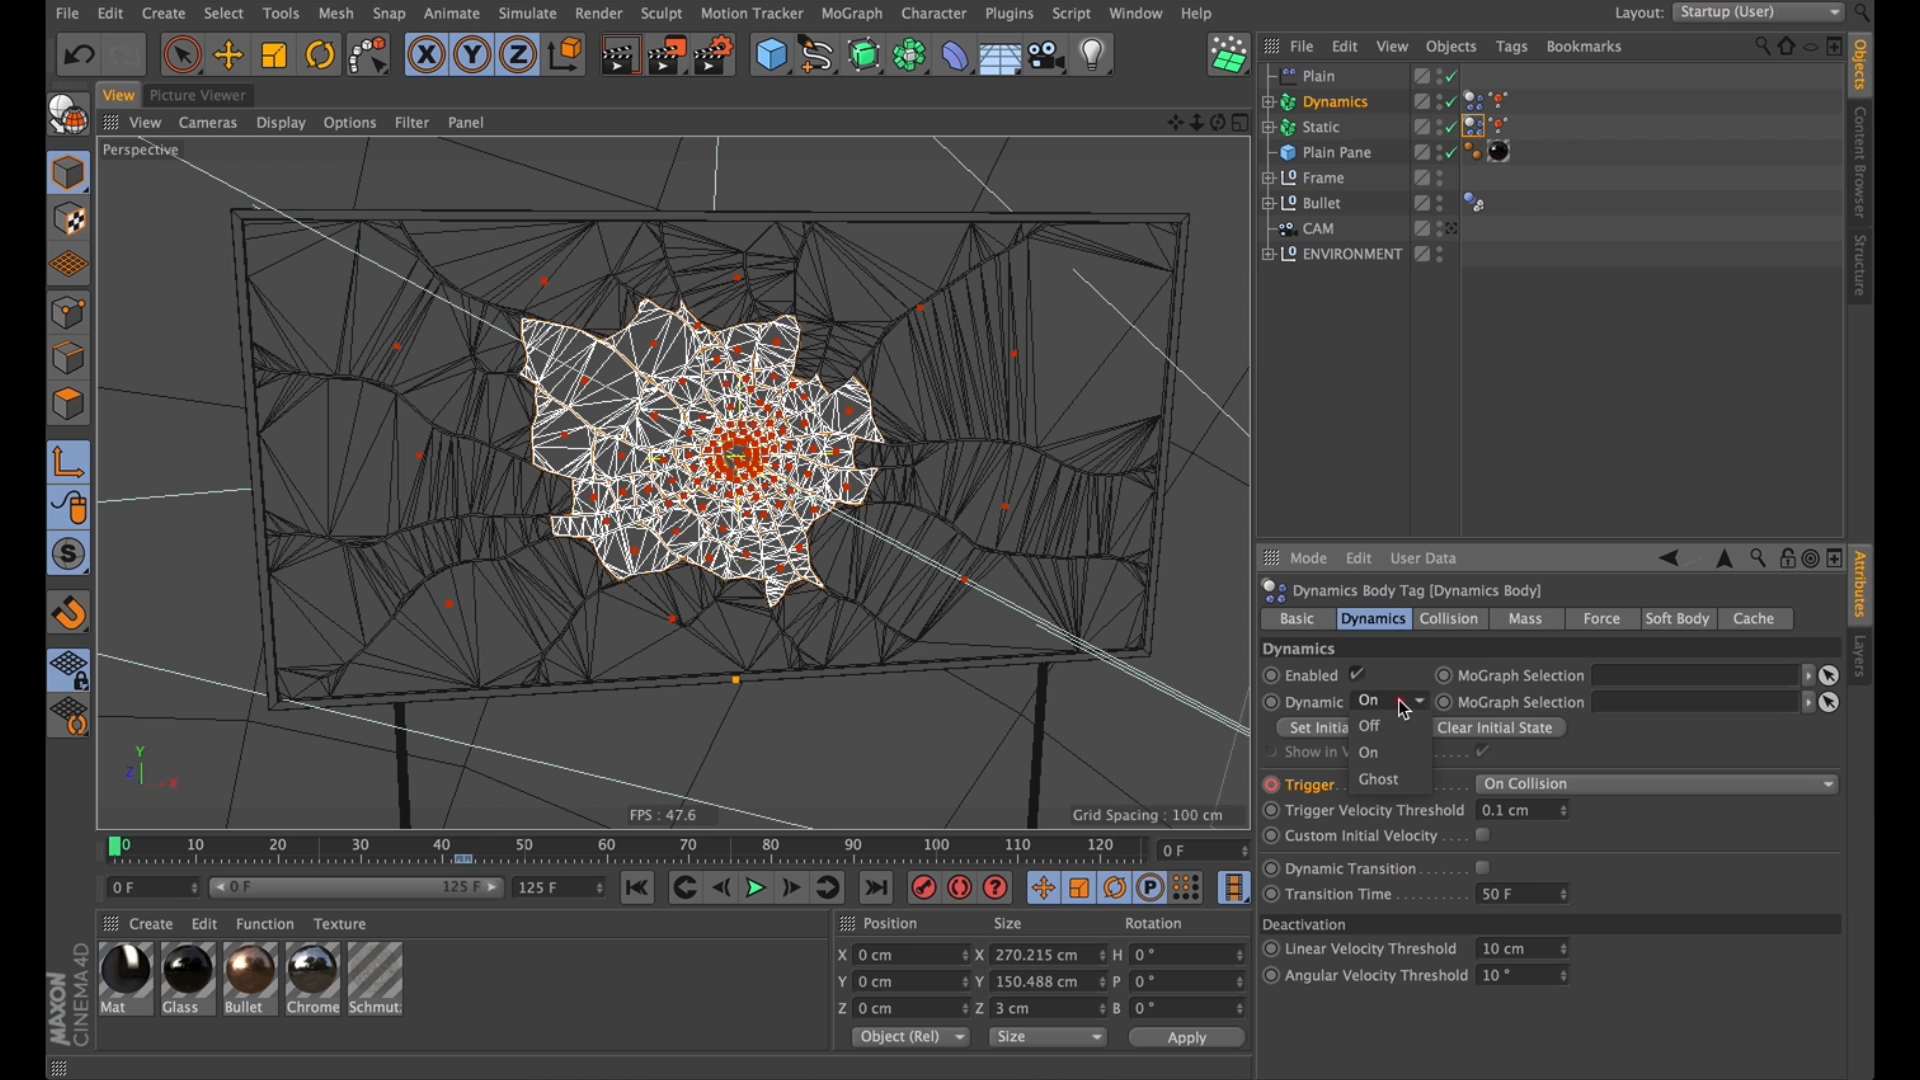 File Edit Create Select Tools Mesh Snap Animate Simulate Render Sculpt Motion Tracker MoGraph Character Plugins Script Window Help Layout: Startup (User)
X Y Z
File Edit View Objects Tags Bookmarks
View Picture Viewer
View Cameras Display Options Filter Panel
Perspective
Plain
Dynamics
Static
Plain Pane
Frame
Bullet
CAM
ENVIRONMENT
Objects
Content Browser
Structure
Mode Edit User Data
Dynamics Body Tag [Dynamics Body]
Basic Dynamics Collision Mass Force Soft Body Cache
Dynamics
Enabled MoGraph Selection
Dynamic On MoGraph Selection
Set Initia Clear Initial State
Show in V
Off
On
Ghost
Trigger On Collision
Trigger Velocity Threshold 0.1 cm
Custom Initial Velocity
Dynamic Transition
Transition Time 50 F
Deactivation
Linear Velocity Threshold 10 cm
Angular Velocity Threshold 10 °
Attributes
Layers
S
Y
Z
X
FPS : 47.6
Grid Spacing : 100 cm
0 10 20 30 40 50 60 70 80 90 100 110 120 0 F
0 F 0 F 125 F 125 F
P
Create Edit Function Texture
Mat Glass Bullet Chrome Schmutz
Position Size Rotation
X 0 cm X 270.215 cm H 0 °
Y 0 cm Y 150.488 cm P 0 °
Z 0 cm Z 3 cm B 0 °
Object (Rel) Size Apply
MAXON
CINEMA 4D